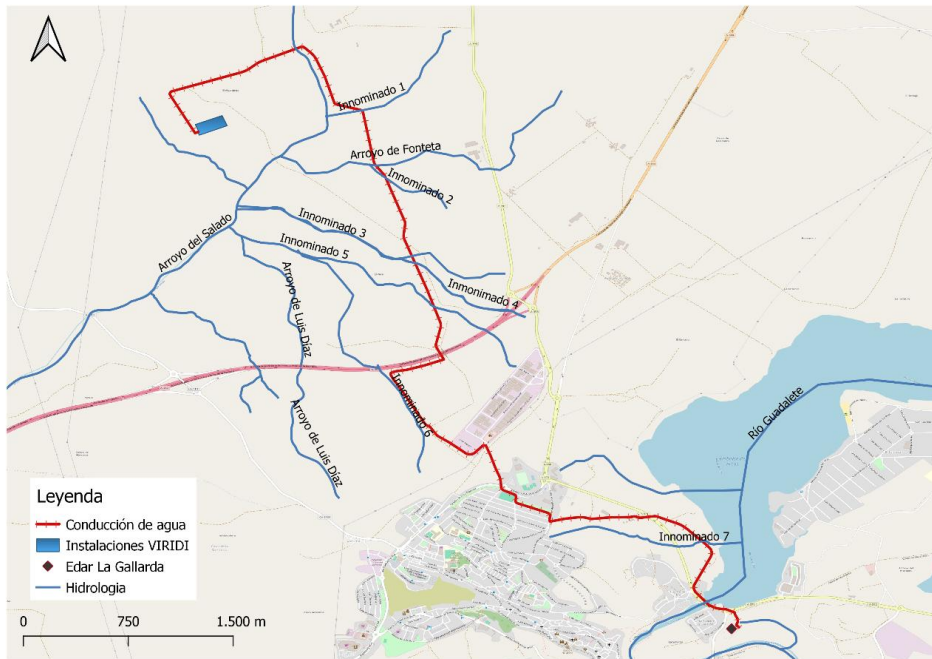 Innominado 1
Arroyo de Fonteta
Innominado 2
Innominado 3
Arroyo del Salado
Innominado 5
Inmonimado 4
Arroyo de Luis Díaz
Innominado 6
Arroyo de Luis Díaz
Río Guadalete
Innominado 7
Leyenda
Conducción de agua
Instalaciones VIRIDI
Edar La Gallarda
Hidrologia
0 750 1.500 m